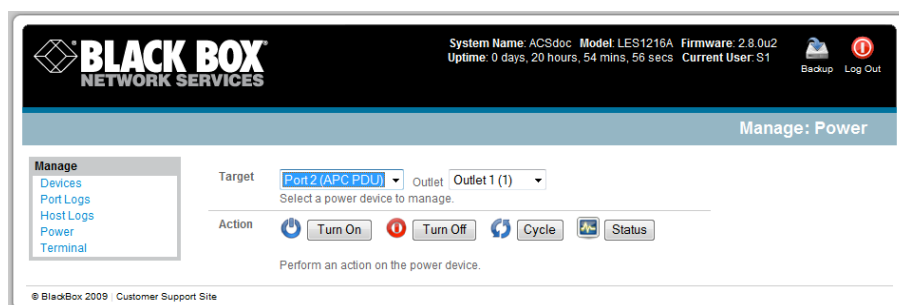 BLACK BOX
NETWORK SERVICES
System Name: ACSdoc Model: LES1216A Firmware: 2.8.0u2
Uptime: 0 days, 20 hours, 54 mins, 56 secs Current User: S1
Backup
Log Out
Manage: Power
Manage
Devices
Port Logs
Host Logs
Power
Terminal
Target Port 2 (APC PDU) Outlet Outlet 1 (1)
Select a power device to manage.
Action Turn On Turn Off Cycle Status
Perform an action on the power device.
© BlackBox 2009 | Customer Support Site